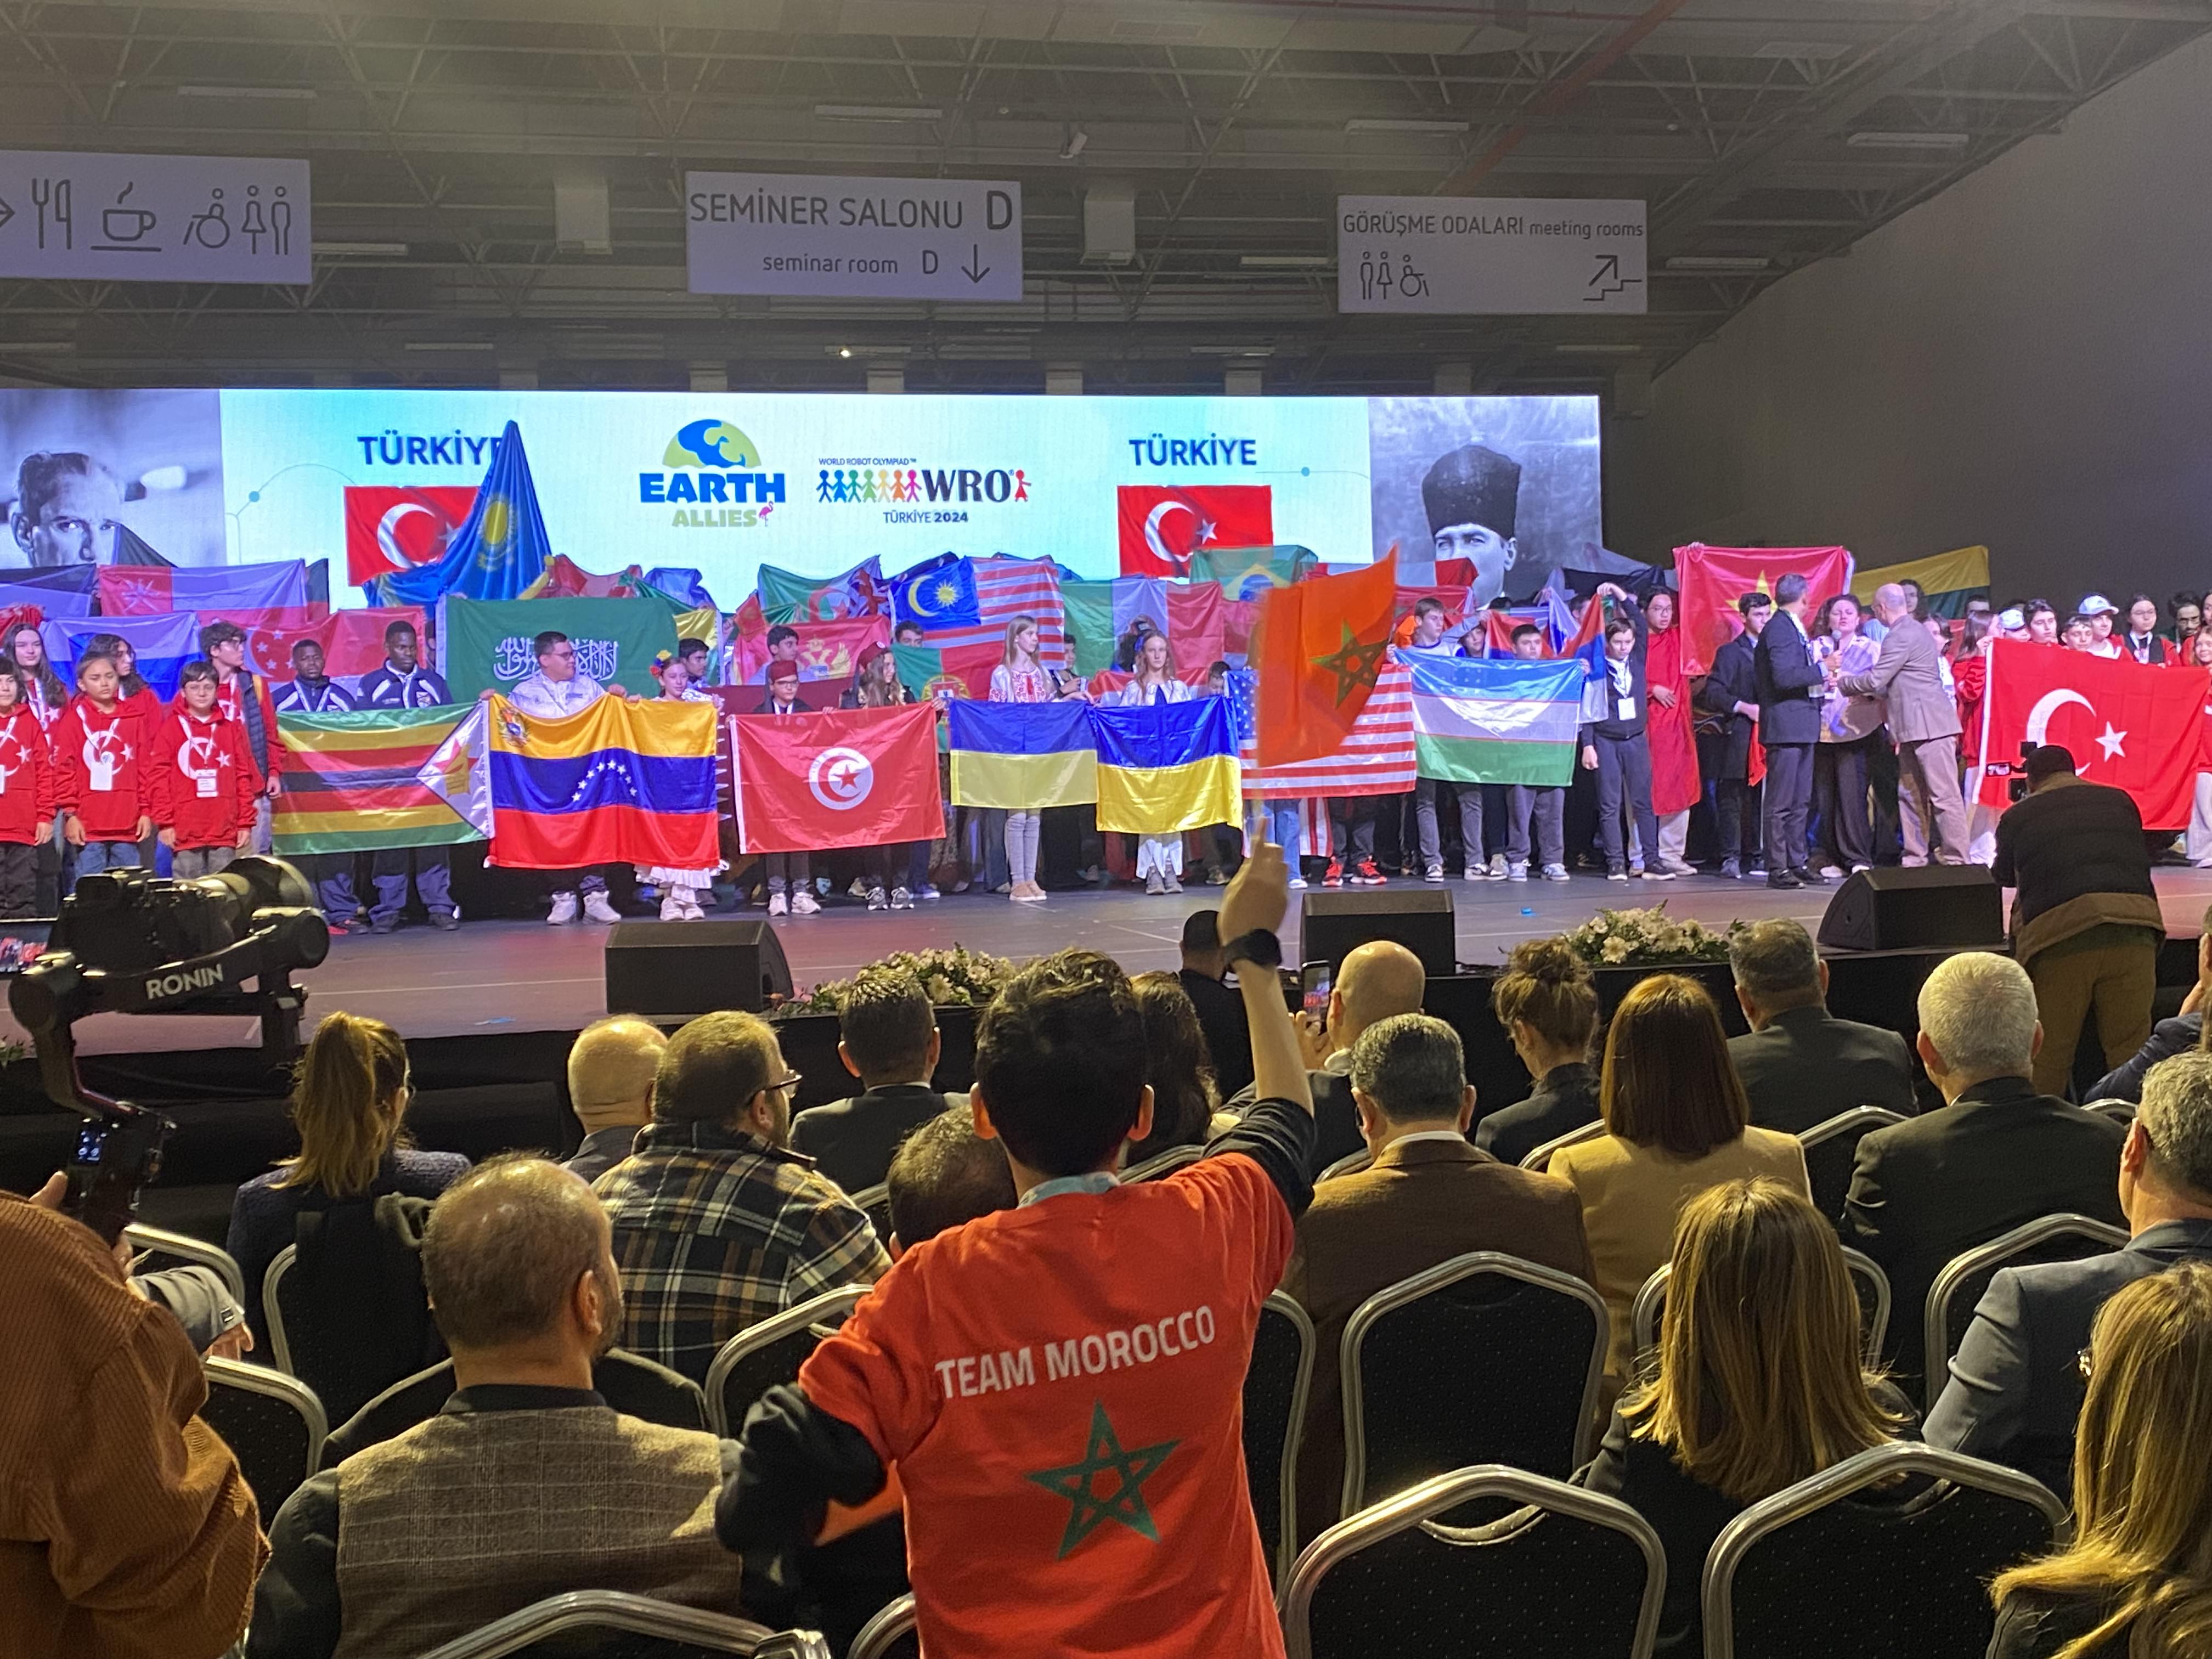 SEMİNER SALONU D
seminar room D
GÖRÜŞME ODALARI meeting rooms
TÜRKİYE
EARTH
ALLIES
WORLD ROBOT OLYMPIAD™
WRO
TÜRKİYE 2024
TÜRKİYE
RONIN
TEAM MOROCCO